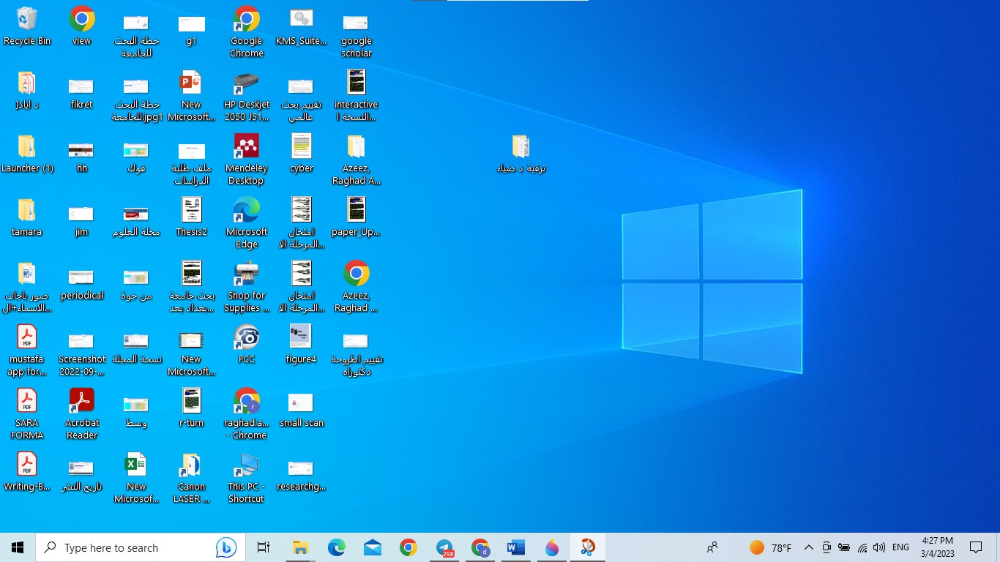 Recycle Bin
view
خطة البحث
للجامعة
g1
Google
Chrome
KMS_Suite...
google
scholar
د اياد[
fikret
خطة البحث
للجامعة.jpg1
New
Microsoft...
HP Deskjet
2050 J51...
تقييم بحث
عالمي
interactive
النسخة ا...
Launcher (1)
hh
فوك
ملف طلبة
الدراسات
Mendeley
Desktop
cyber
Azeez,
Raghad A...
ترقية د ضياء
tamara
jim
مجلة العلوم
Thesis2
Microsoft
Edge
امتحان
المرحلة الا...
paper_Up...
صور باجات
الاسماء+ال...
periodical
من جوة
بحث جامعة
بغداد بعد...
Shop for
Supplies ...
امتحان
المرحلة الا...
Azeez,
Raghad ...
mustafa
app for...
Screenshot
2022-09-...
نسخة المجلة
New
Microsoft...
FCC
figure4
تقييم اطروحة
دكتوراه
SARA
FORMA
Acrobat
Reader
وسط
r-turn
raghad.a...
- Chrome
small scan
Writing-B...
تاريخ النشر
New
Microsof...
Canon
LASER ...
This PC -
Shortcut
researchg...
Type here to search
298
78°F
ENG
4:27 PM
3/4/2023